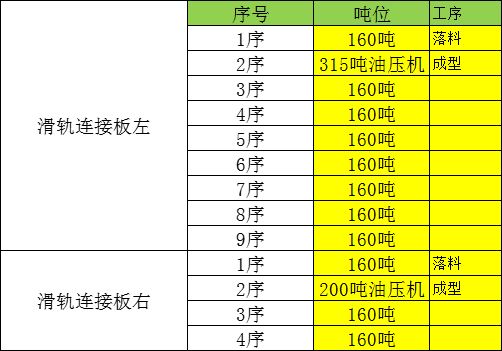 序号 吨位 工序
滑轨连接板左
1序 160吨 落料
2序 315吨油压机 成型
3序 160吨
4序 160吨
5序 160吨
6序 160吨
7序 160吨
8序 160吨
9序 160吨
滑轨连接板右
1序 160吨 落料
2序 200吨油压机 成型
3序 160吨
4序 160吨